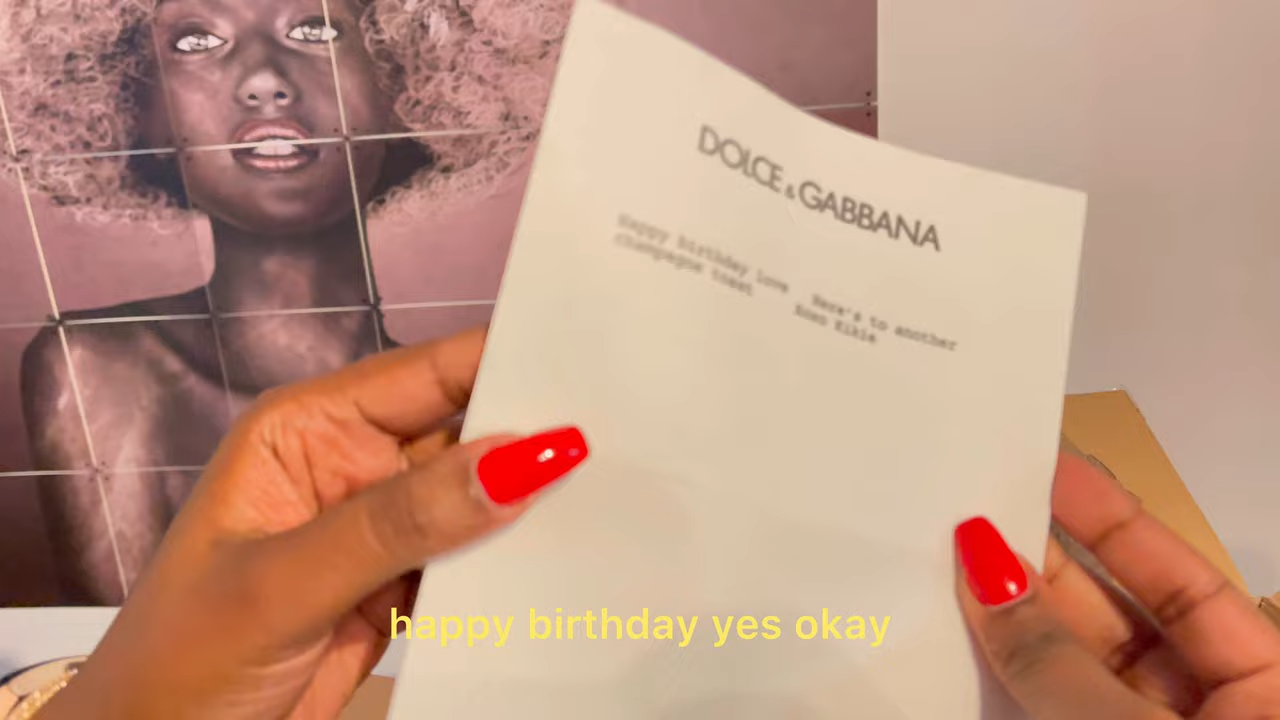 DOLCE & GABBANA
Happy birthday love Here's to another
champagne toast
happy birthday yes okay